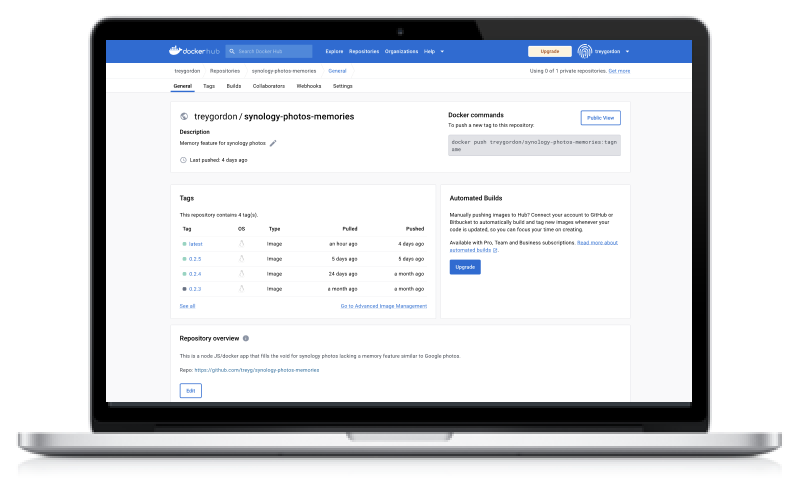 dockerhub
Search Docker Hub
Explore Repositories Organizations Help
Upgrade
treygordon
treygordon Repositories synology-photos-memories General
Using 0 of 1 private repositories. Get more
General Tags Builds Collaborators Webhooks Settings
treygordon / synology-photos-memories
Description
Memory feature for synology photos
Last pushed: 4 days ago
Docker commands
To push a new tag to this repository:
Public View
docker push treygordon/synology-photos-memories:tagn
ame
Tags
This repository contains 4 tag(s).
Tag OS Type Pulled Pushed
latest Image an hour ago 4 days ago
0.2.5 Image 5 days ago 5 days ago
0.2.4 Image 24 days ago a month ago
0.2.3 Image a month ago a month ago
See all
Go to Advanced Image Management
Automated Builds
Manually pushing images to Hub? Connect your account to GitHub or
Bitbucket to automatically build and tag new images whenever your
code is updated, so you can focus your time on creating.
Available with Pro, Team and Business subscriptions. Read more about
automated builds
Upgrade
Repository overview
This is a node JS/docker app that fills the void for synology photos lacking a memory feature similar to Google photos.
Repo: https://github.com/treyg/synology-photos-memories
Edit